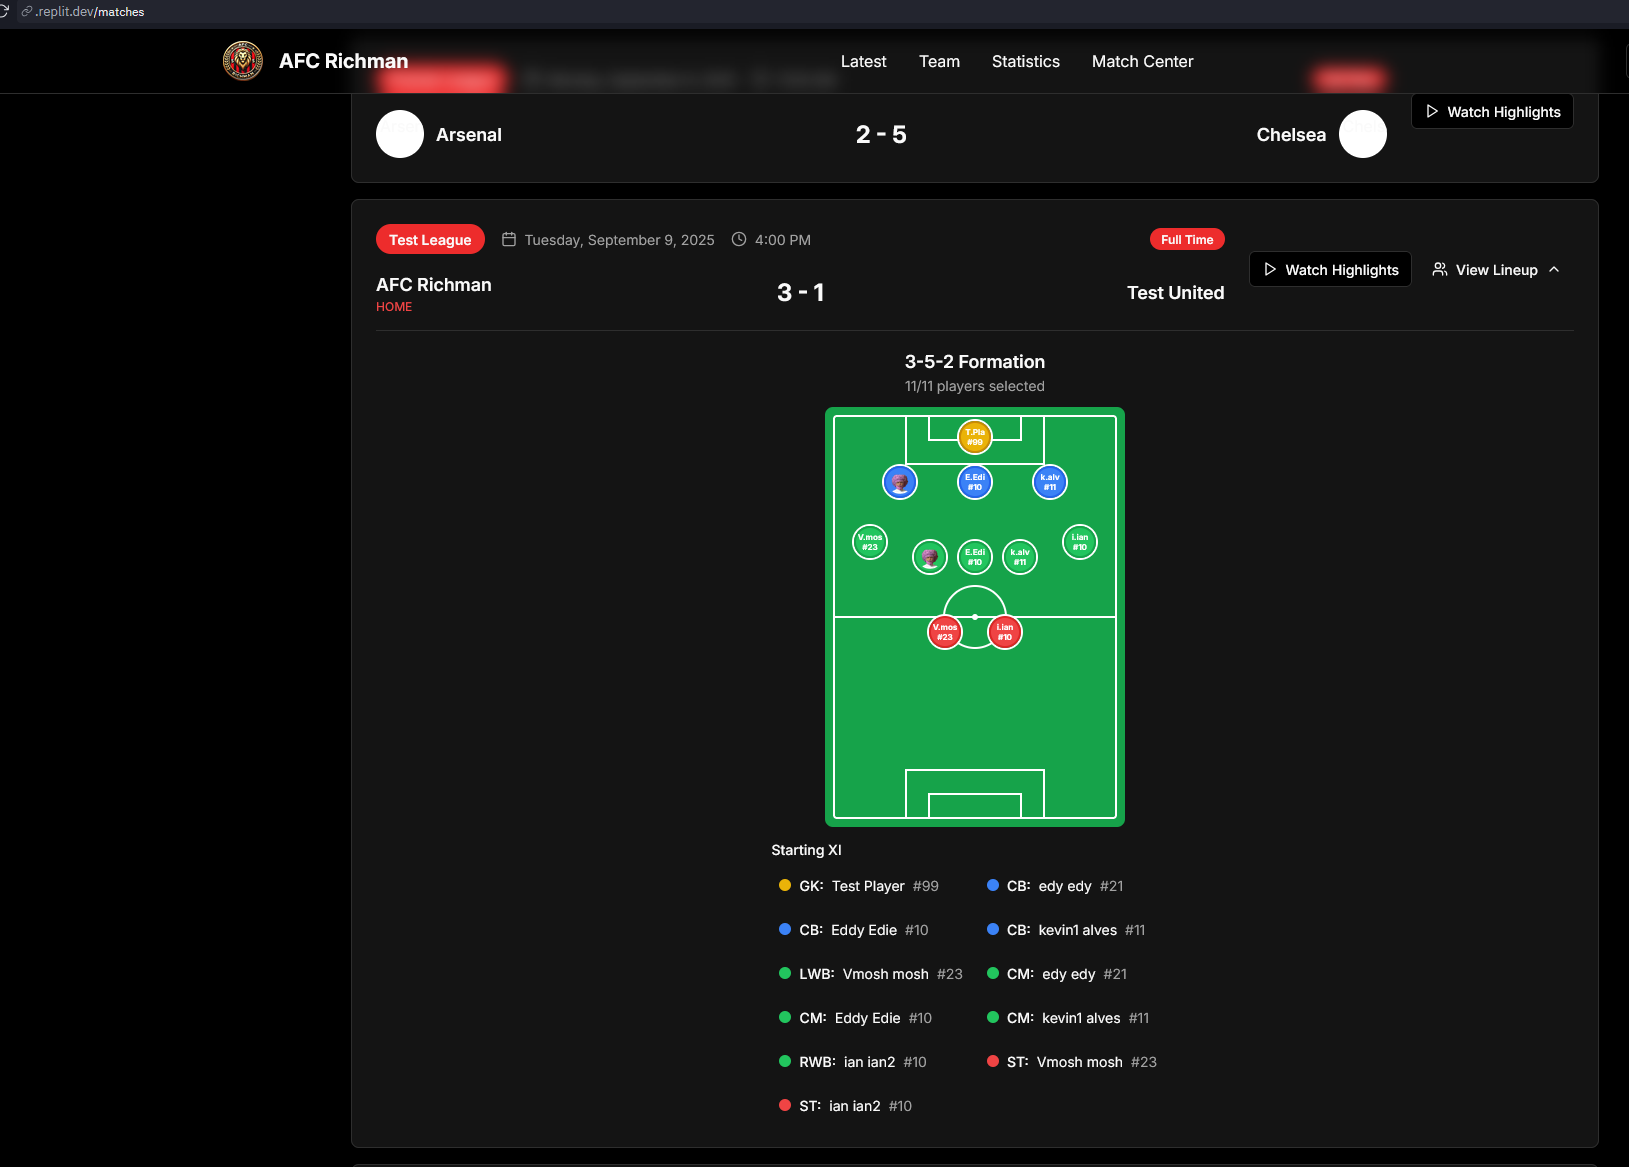 .replit.dev/matches
AFC Richman
Latest
Team
Statistics
Match Center
Arsenal
2 - 5
Chelsea
Watch Highlights
Test League
Tuesday, September 9, 2025
4:00 PM
Full Time
AFC Richman
HOME
3 - 1
Test United
Watch Highlights
View Lineup
3-5-2 Formation
11/11 players selected
T.Pla
#99
E.Edi
#10
k.alv
#11
V.mos
#23
E.Edi
#10
k.alv
#11
i.ian
#10
V.mos
#23
i.ian
#10
Starting XI
GK: Test Player #99
CB: edy edy #21
CB: Eddy Edie #10
CB: kevin1 alves #11
LWB: Vmosh mosh #23
CM: edy edy #21
CM: Eddy Edie #10
CM: kevin1 alves #11
RWB: ian ian2 #10
ST: Vmosh mosh #23
ST: ian ian2 #10